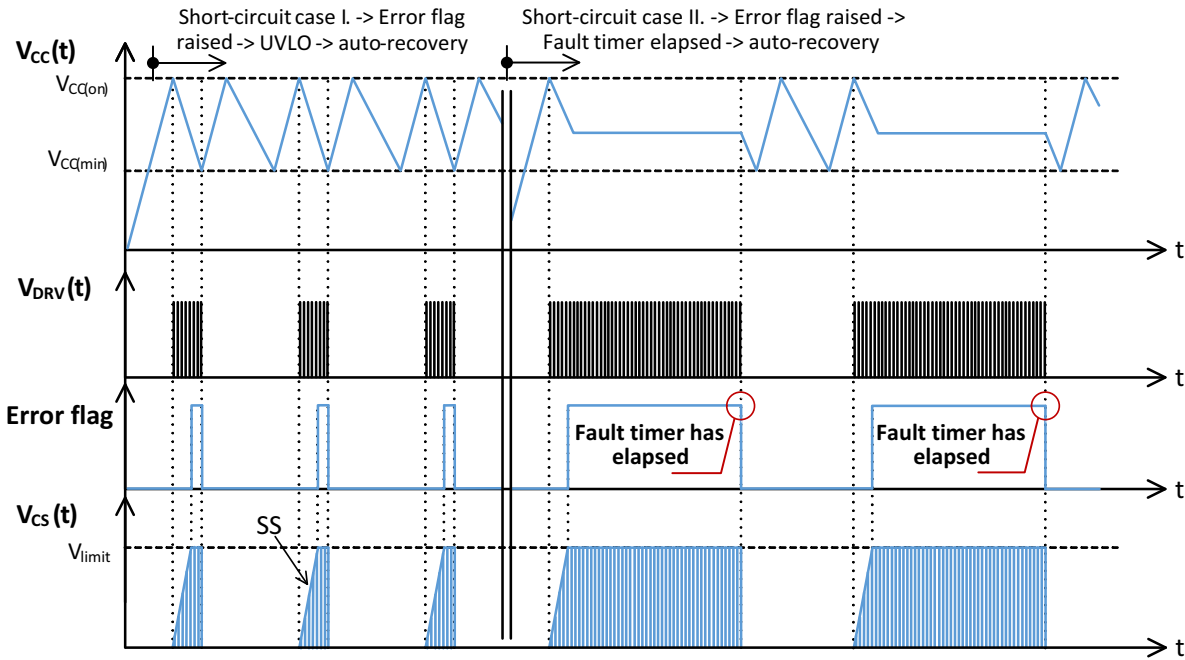 Short-circuit case I. -> Error flag
raised -> UVLO -> auto-recovery
Short-circuit case II. -> Error flag raised ->
Fault timer elapsed -> auto-recovery
VCC(t)
VCC(on)
VCC(min)
t
VDRV(t)
t
Error flag
Fault timer has
elapsed
Fault timer has
elapsed
t
VCS(t)
SS
Vlimit
t